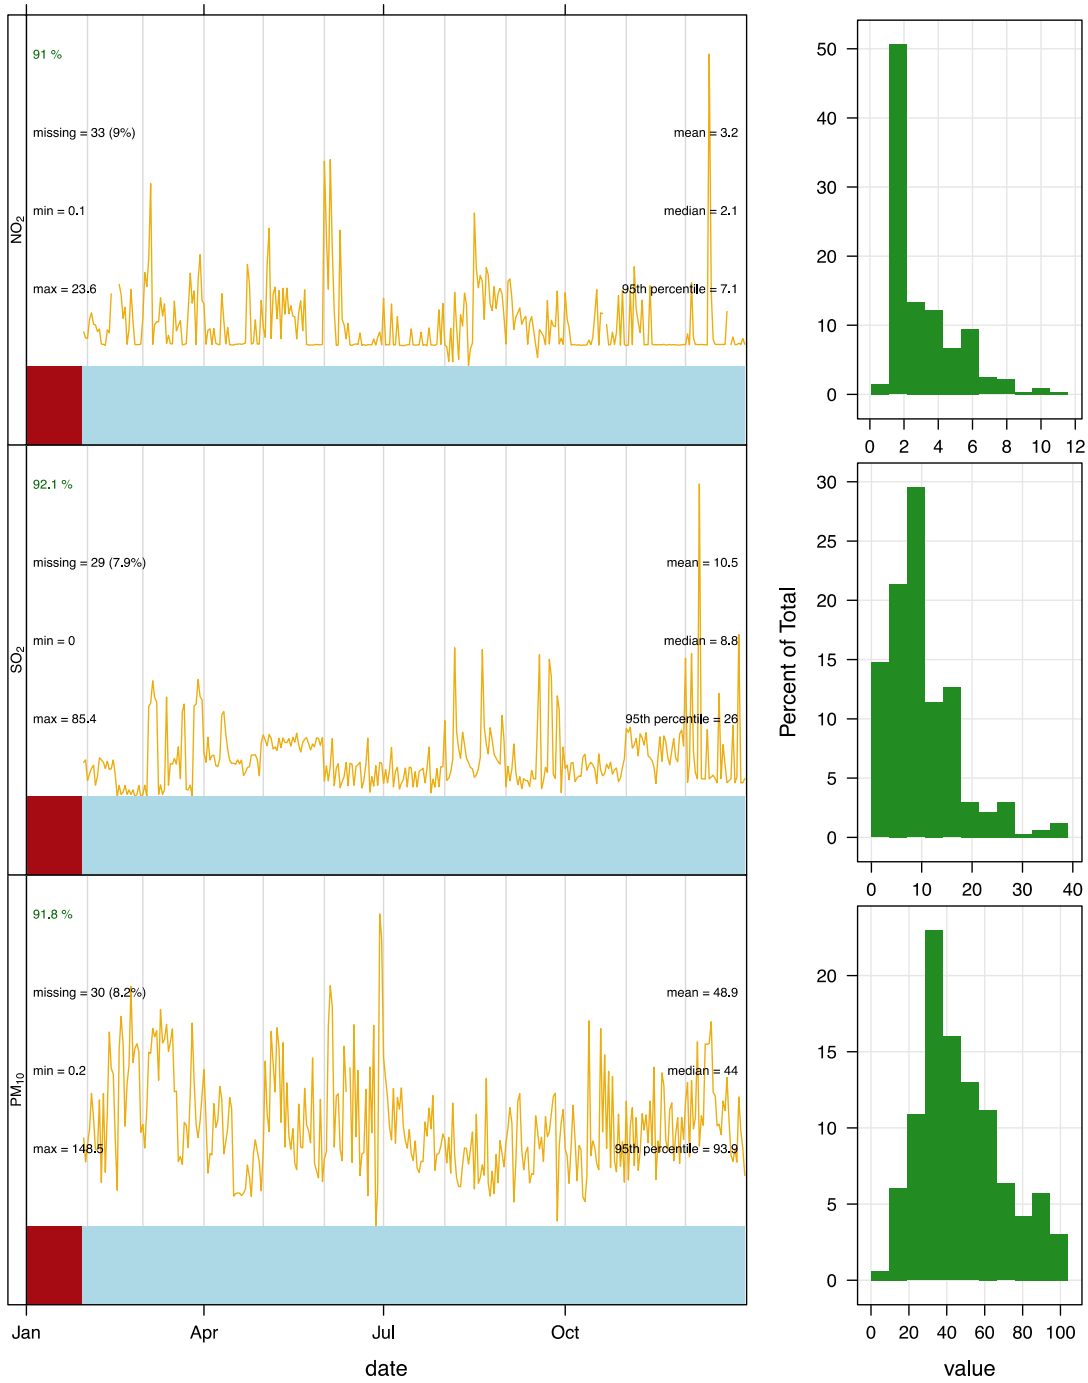 NO2
91 %
missing = 33 (9%)
mean = 3.2
min = 0.1
median = 2.1
max = 23.6
95th percentile = 7.1
SO2
92.1 %
missing = 29 (7.9%)
mean = 10.5
min = 0
median = 8.8
max = 85.4
95th percentile = 26
PM10
91.8 %
missing = 30 (8.2%)
mean = 48.9
min = 0.2
median = 44
max = 148.5
95th percentile = 93.9
Jan Apr Jul Oct
date
Percent of Total
50
40
30
20
10
0
0 2 4 6 8 10 12
30
25
20
15
10
5
0
0 10 20 30 40
20
15
10
5
0
0 20 40 60 80 100
value